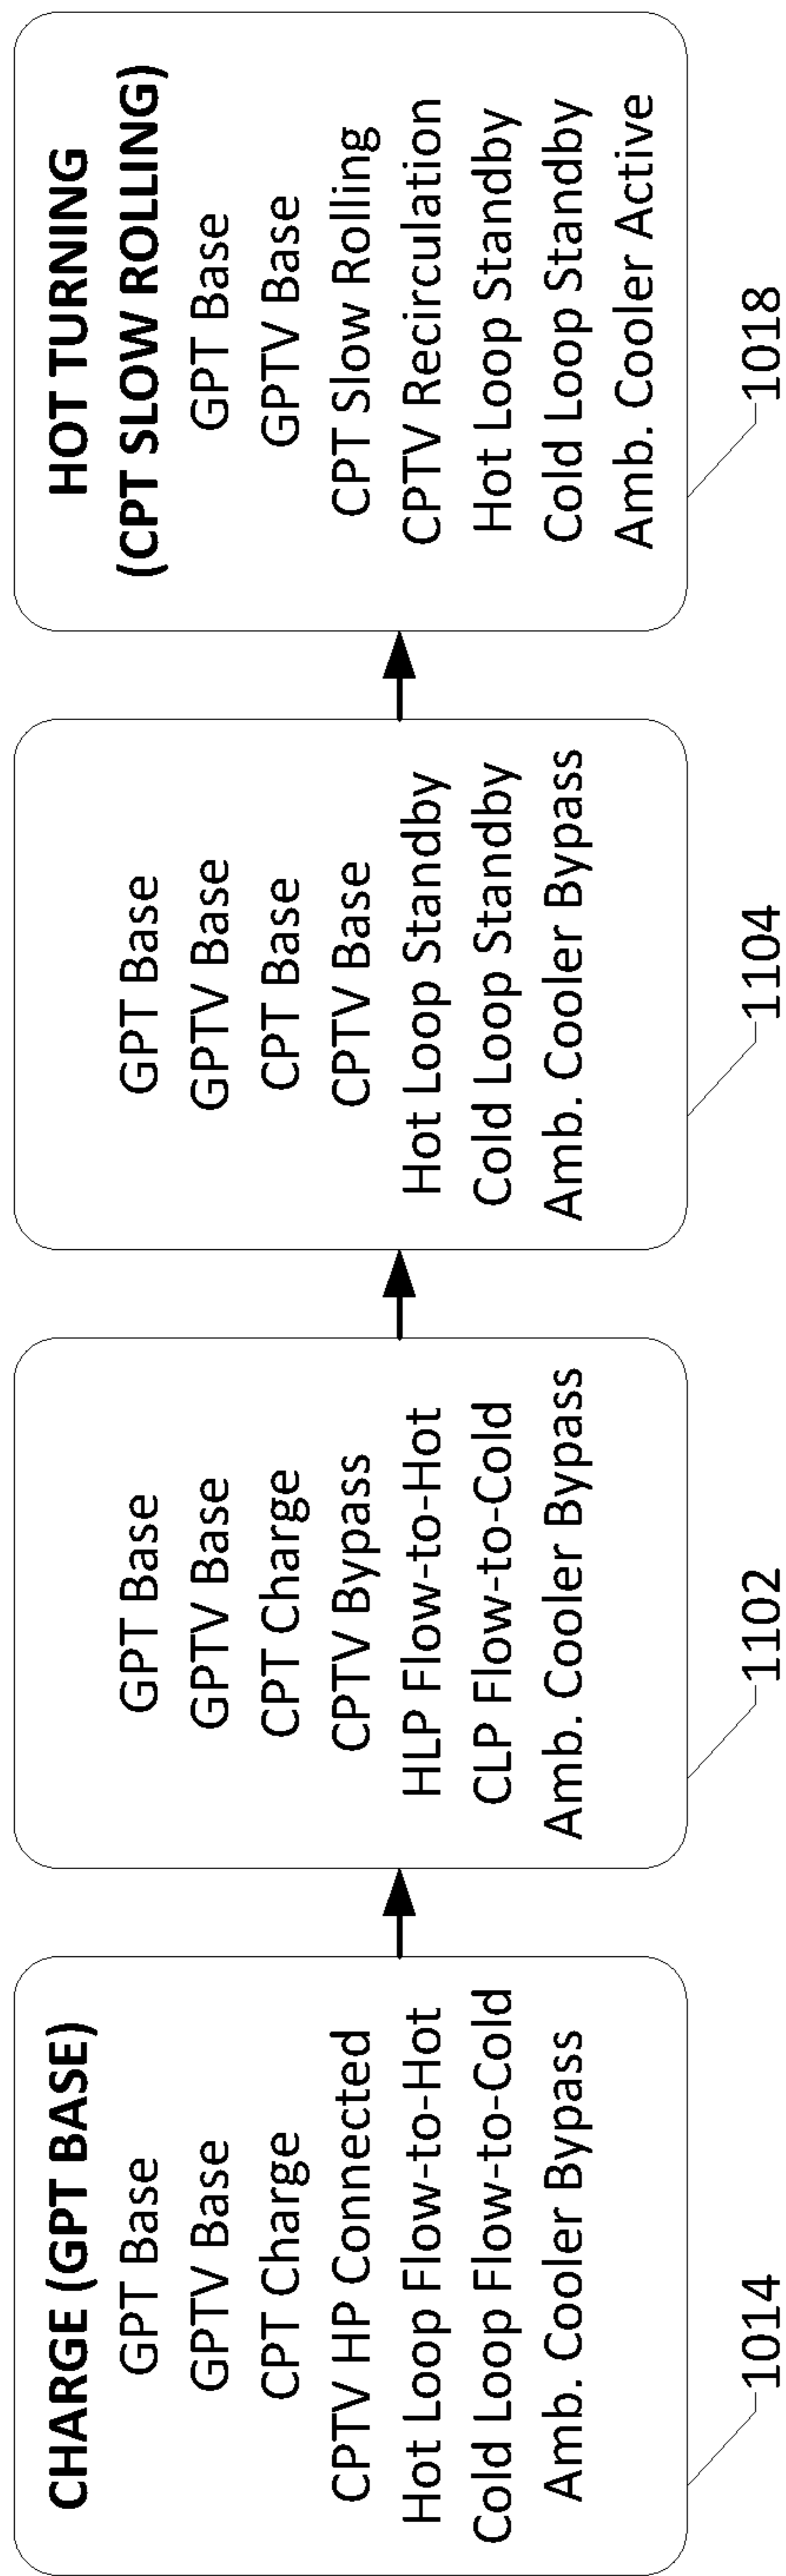 CHARGE (GPT BASE)
GPT Base
GPTV Base
CPT Charge
CPTV HP Connected
Hot Loop Flow-to-Hot
Cold Loop Flow-to-Cold
Amb. Cooler Bypass
1014
GPT Base
GPTV Base
CPT Charge
CPTV Bypass
HLP Flow-to-Hot
CLP Flow-to-Cold
Amb. Cooler Bypass
1102
GPT Base
GPTV Base
CPT Base
CPTV Base
Hot Loop Standby
Cold Loop Standby
Amb. Cooler Bypass
1104
HOT TURNING
(CPT SLOW ROLLING)
GPT Base
GPTV Base
CPT Slow Rolling
CPTV Recirculation
Hot Loop Standby
Cold Loop Standby
Amb. Cooler Active
1018